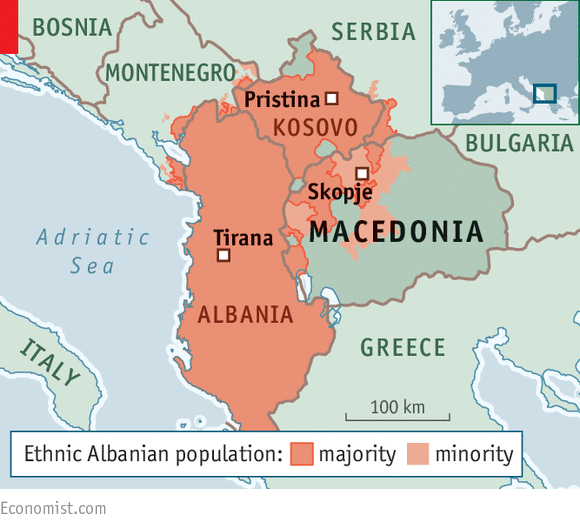 BOSNIA
SERBIA
MONTENEGRO
Pristina
KOSOVO
BULGARIA
Skopje
MACEDONIA
Adriatic
Sea
Tirana
ALBANIA
ITALY
GREECE
100 km
Ethnic Albanian population: majority minority
Economist.com